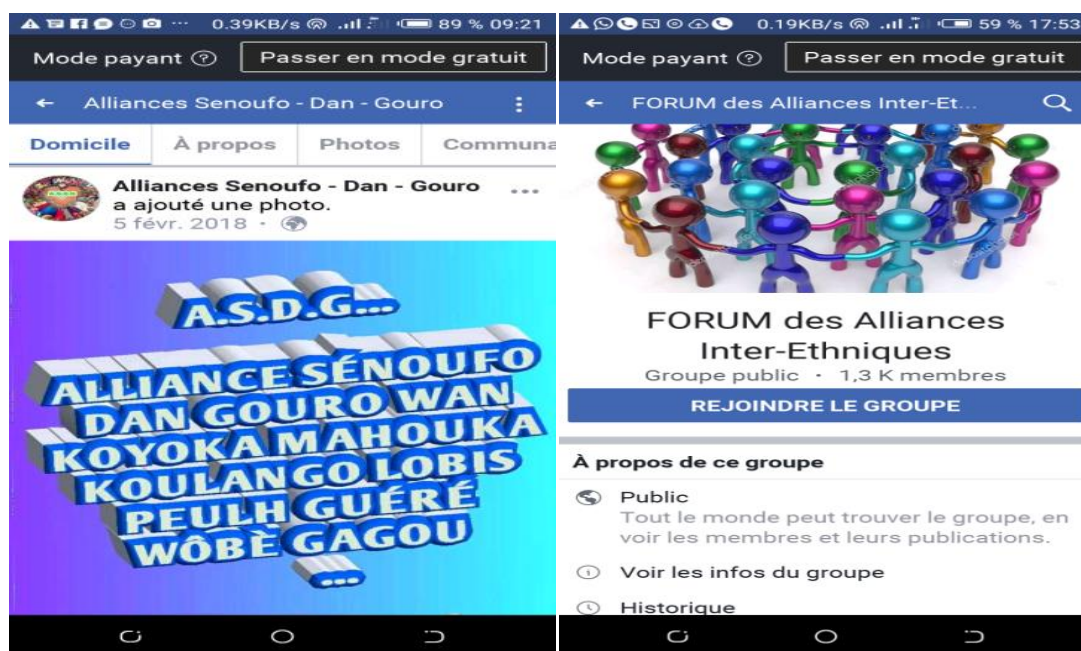 0.39KB/s 89 % 09:21
Mode payant ? Passer en mode gratuit
Alliances Senoufo - Dan - Gouro
Domicile À propos Photos Communa
Alliances Senoufo - Dan - Gouro
a ajouté une photo.
5 févr. 2018
A.S.D.G...
ALLIANCE SÉNOUFO
DAN GOURO WAN
KOYOKA MAHOUKA
KOULANGO LOBIS
PEULH GUÉRÉ
WÔBÈ GAGOU
...
0.19KB/s 59 % 17:53
Mode payant ? Passer en mode gratuit
FORUM des Alliances Inter-Et...
FORUM des Alliances
Inter-Ethniques
Groupe public · 1,3 K membres
REJOINDRE LE GROUPE
À propos de ce groupe
Public
Tout le monde peut trouver le groupe, en
voir les membres et leurs publications.
Voir les infos du groupe
Historique